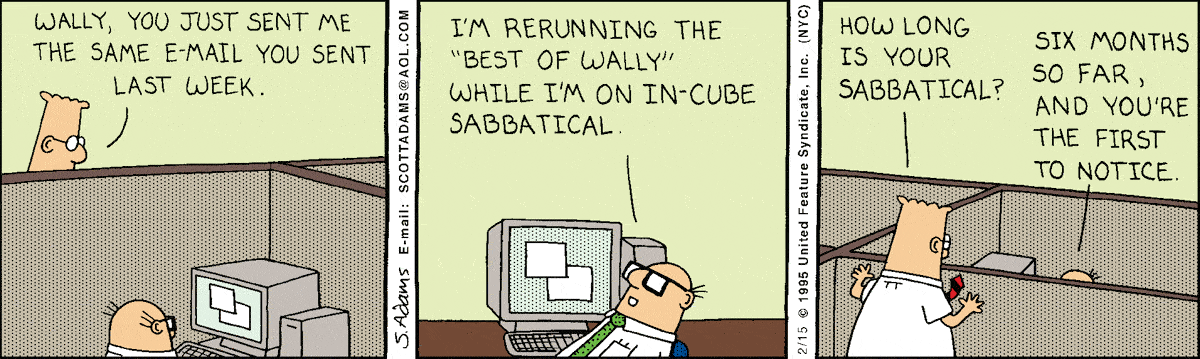 WALLY, YOU JUST SENT ME
THE SAME E-MAIL YOU SENT
LAST WEEK.
S.Adams E-mail: SCOTTADAMS@AOL.COM
I'M RERUNNING THE
"BEST OF WALLY"
WHILE I'M ON IN-CUBE
SABBATICAL.
2/15 © 1995 United Feature Syndicate, Inc. (NYC)
HOW LONG
IS YOUR
SABBATICAL?
SIX MONTHS
SO FAR,
AND YOU'RE
THE FIRST
TO NOTICE.